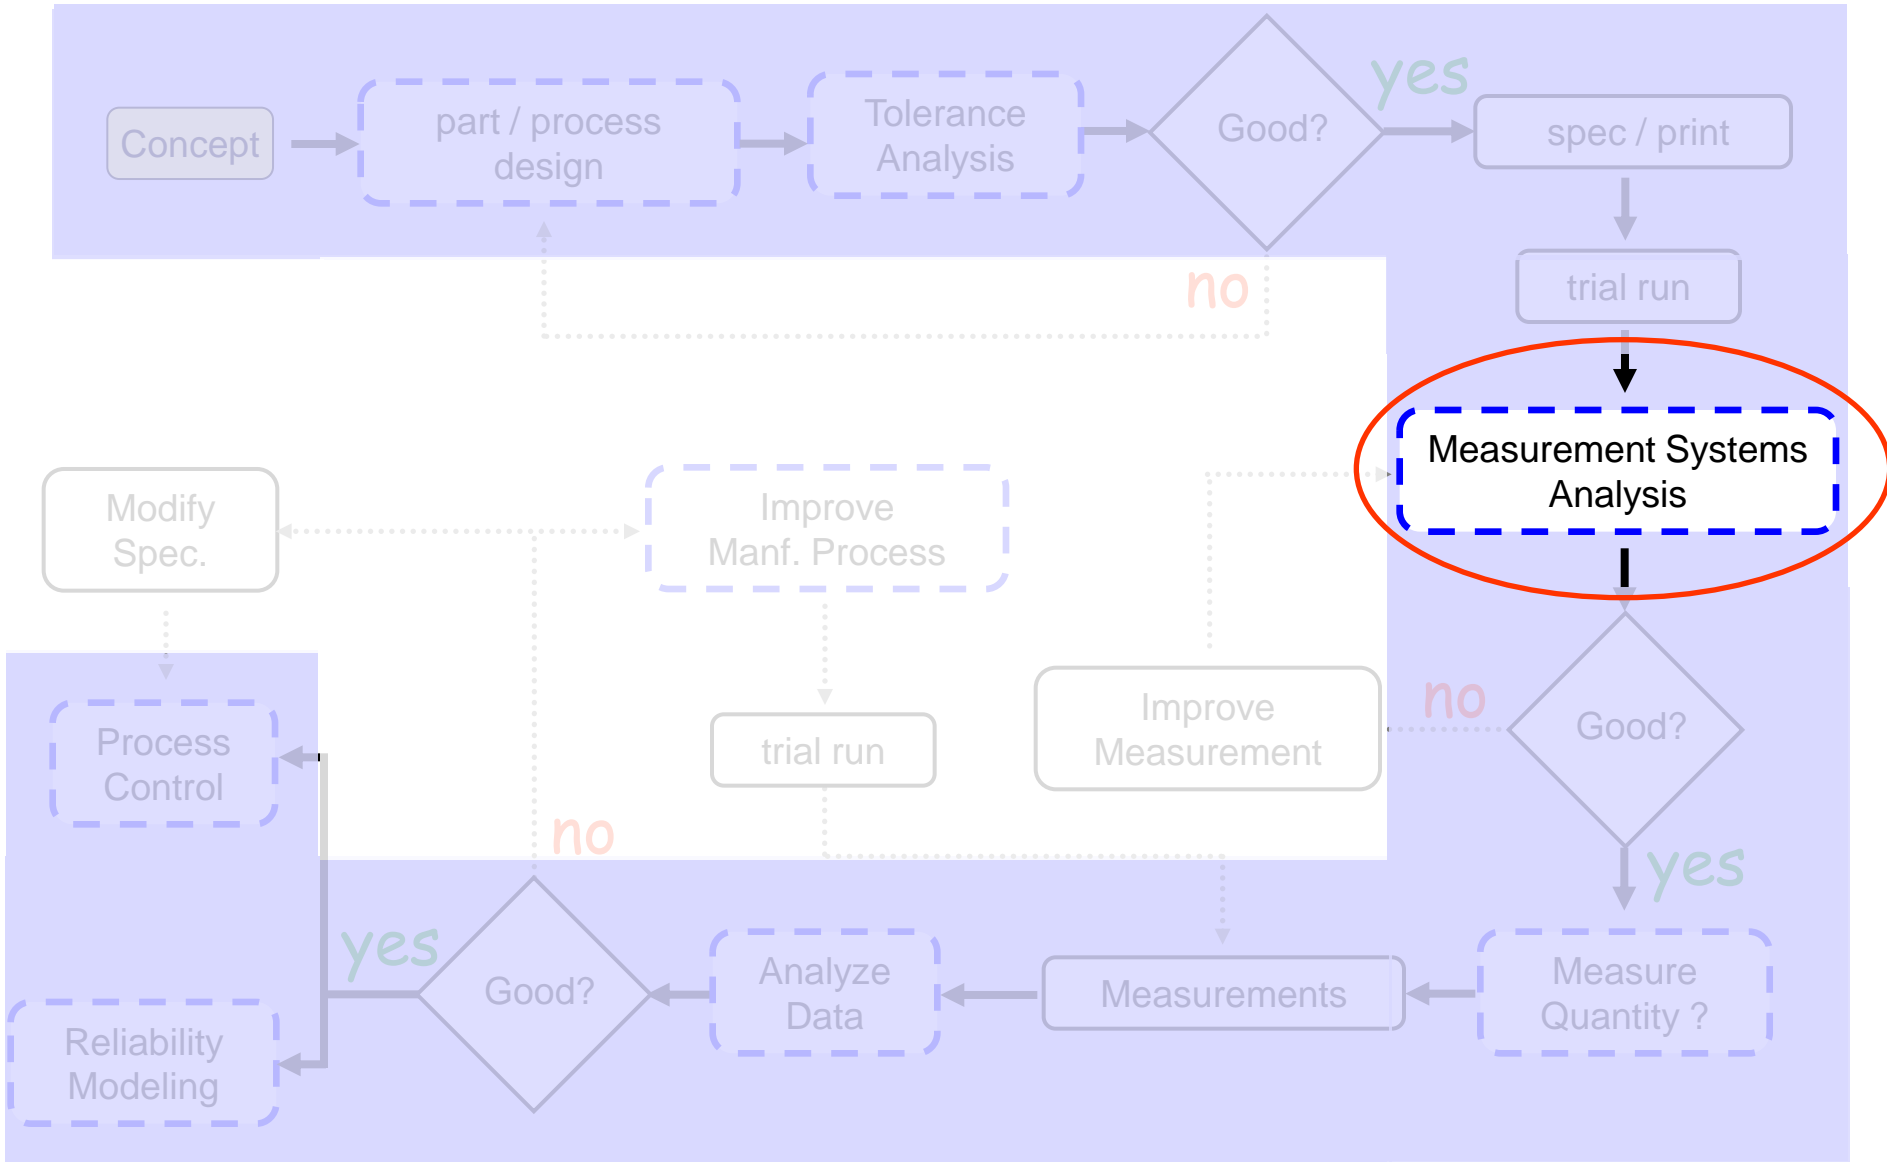 Concept
part / process
design
Tolerance
Analysis
Good?
yes
spec / print
no
trial run
Measurement Systems
Analysis
Modify
Spec.
Improve
Manf. Process
Improve
Measurement
no
Good?
Process
Control
trial run
no
yes
yes
Good?
Analyze
Data
Measurements
Measure
Quantity ?
Reliability
Modeling